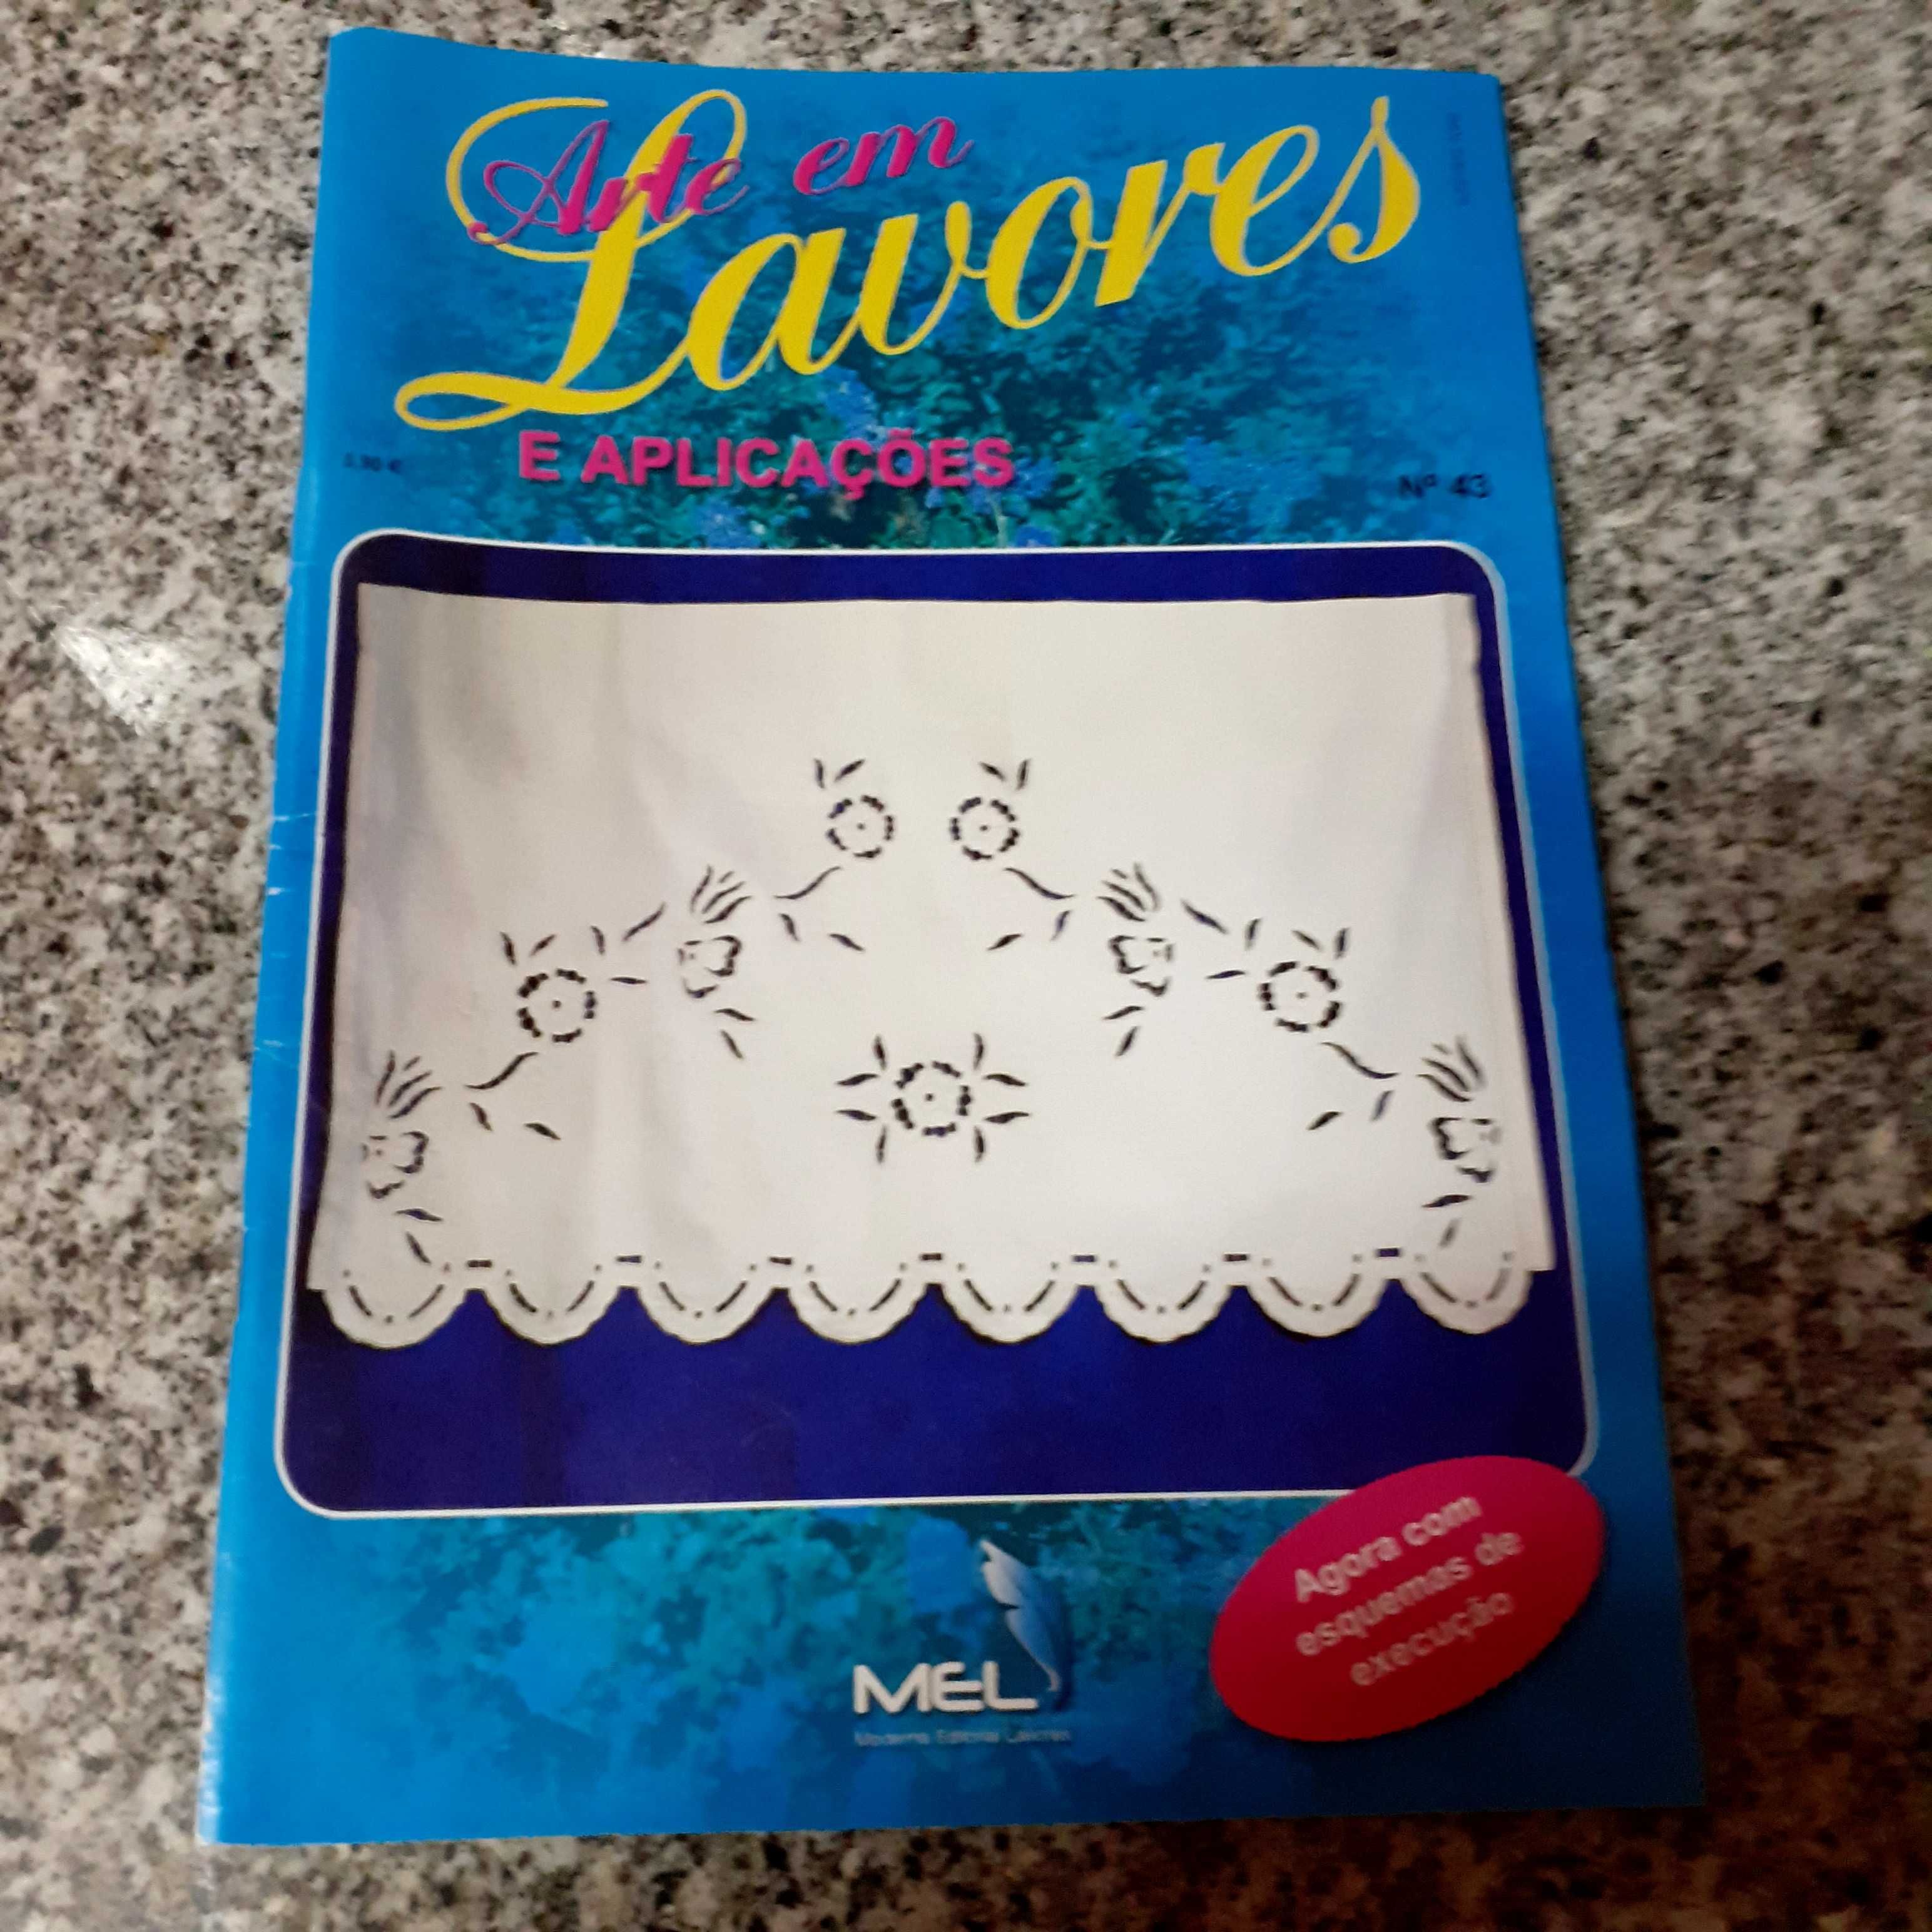 Arte em
Lavores
E APLICAÇÕES
Nº 43
Agora com
esquemas de
execução
MEL